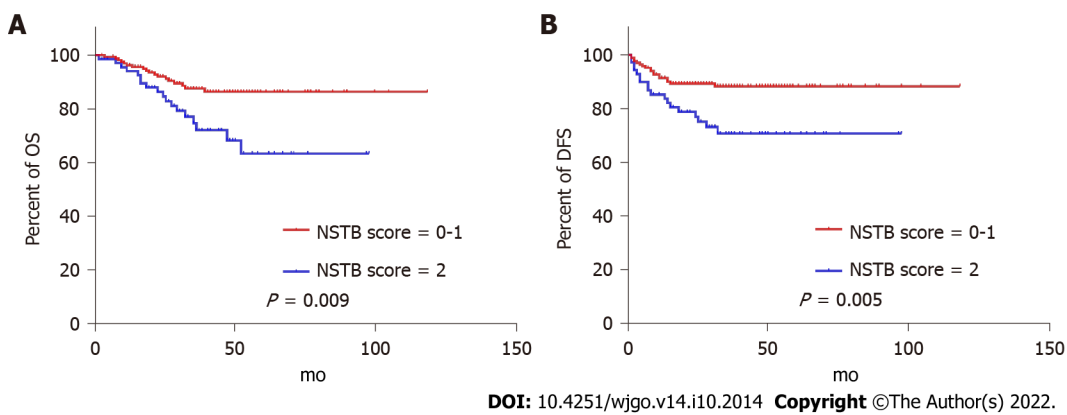 A
100
80
60
40
20
0
0 50 100 150
mo
Percent of OS
NSTB score = 0-1
NSTB score = 2
P = 0.009
B
100
80
60
40
20
0
0 50 100 150
mo
Percent of DFS
NSTB score = 0-1
NSTB score = 2
P = 0.005
DOI: 10.4251/wjgo.v14.i10.2014 Copyright ©The Author(s) 2022.